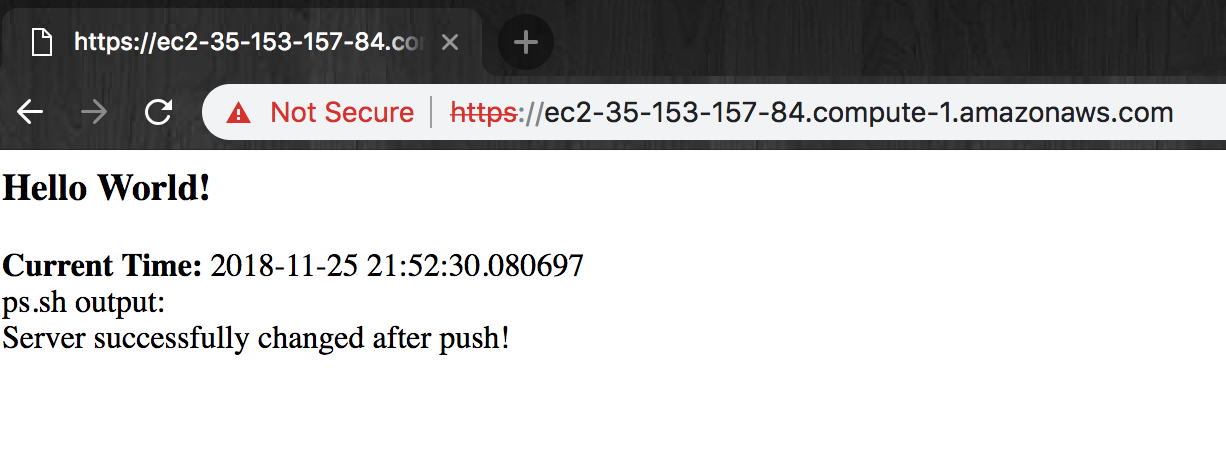 https://ec2-35-153-157-84.co
Not Secure https://ec2-35-153-157-84.compute-1.amazonaws.com
Hello World!
Current Time: 2018-11-25 21:52:30.080697
ps.sh output:
Server successfully changed after push!